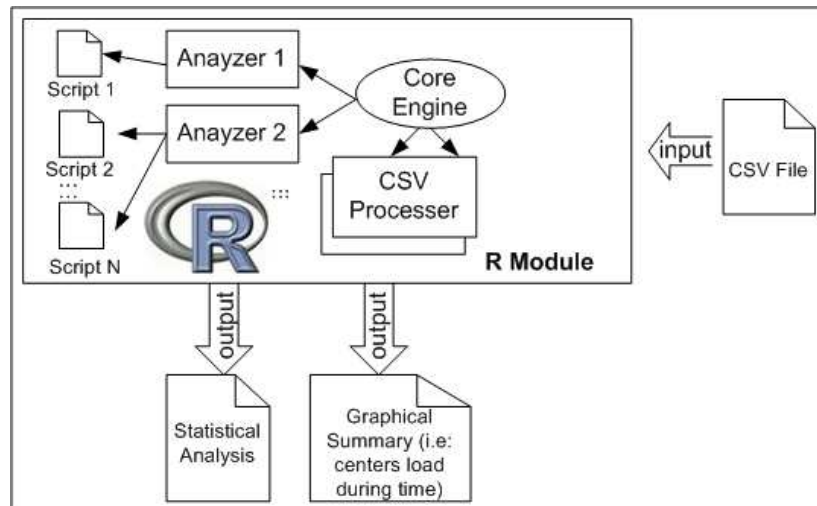 Anayzer 1
Script 1
Core
Engine
Anayzer 2
Script 2
....
Script N
R
:::
CSV
Processer
R Module
input
CSV File
output
output
Statistical
Analysis
Graphical
Summary (i.e:
centers load
during time)